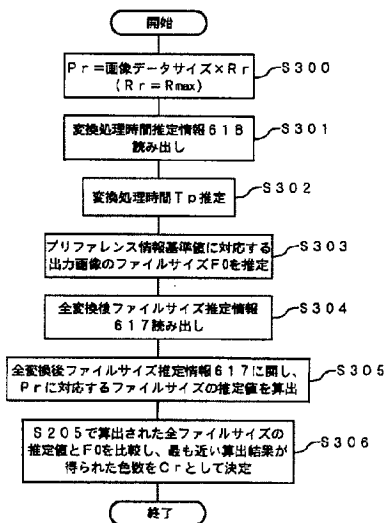 開始
Pr=画像データサイズ×Rr
(Rr=Rmax)
S300
変換処理時間推定情報618
読み出し
S301
変換処理時間Tp推定
S302
プリファレンス情報基準値に対応する
出力画像のファイルサイズF0を推定
S303
全変換後ファイルサイズ推定情報
617読み出し
S304
全変換後ファイルサイズ推定情報617に関し、
Prに対応するファイルサイズの推定値を算出
S305
S205で算出された全ファイルサイズの
推定値とF0を比較し、最も近い算出結果が
得られた色数をCrとして決定
S306
終了